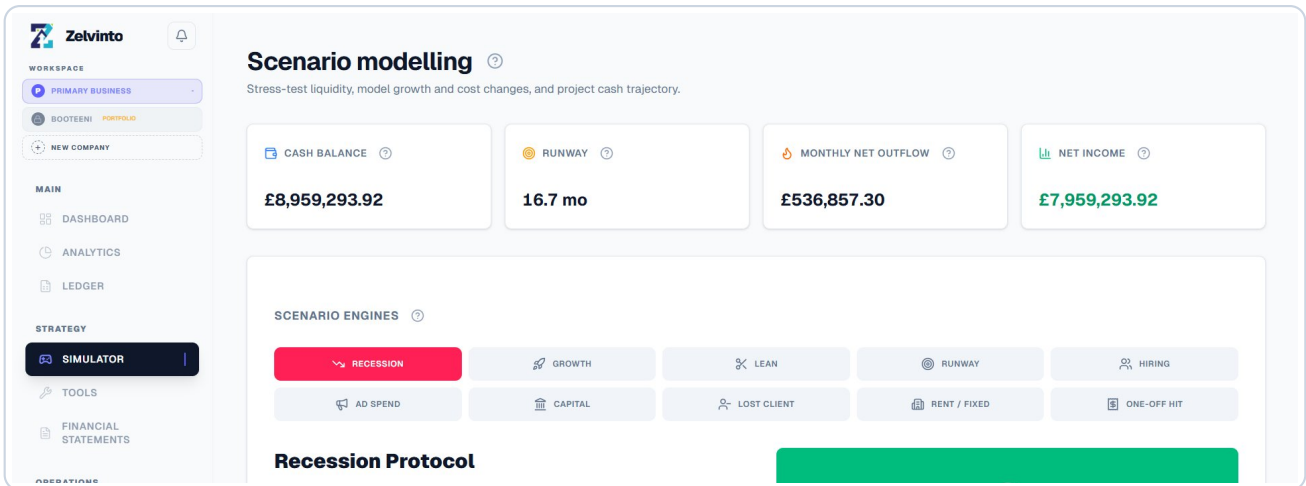 Zelvinto
WORKSPACE
P PRIMARY BUSINESS
BOOTEENI PORTFOLIO
NEW COMPANY
MAIN
DASHBOARD
ANALYTICS
LEDGER
STRATEGY
SIMULATOR
TOOLS
FINANCIAL
STATEMENTS
OPERATIONS
Scenario modelling
Stress-test liquidity, model growth and cost changes, and project cash trajectory.
CASH BALANCE
£8,959,293.92
RUNWAY
16.7 mo
MONTHLY NET OUTFLOW
£536,857.30
NET INCOME
£7,959,293.92
SCENARIO ENGINES
RECESSION
GROWTH
LEAN
RUNWAY
HIRING
AD SPEND
CAPITAL
LOST CLIENT
RENT / FIXED
ONE-OFF HIT
Recession Protocol